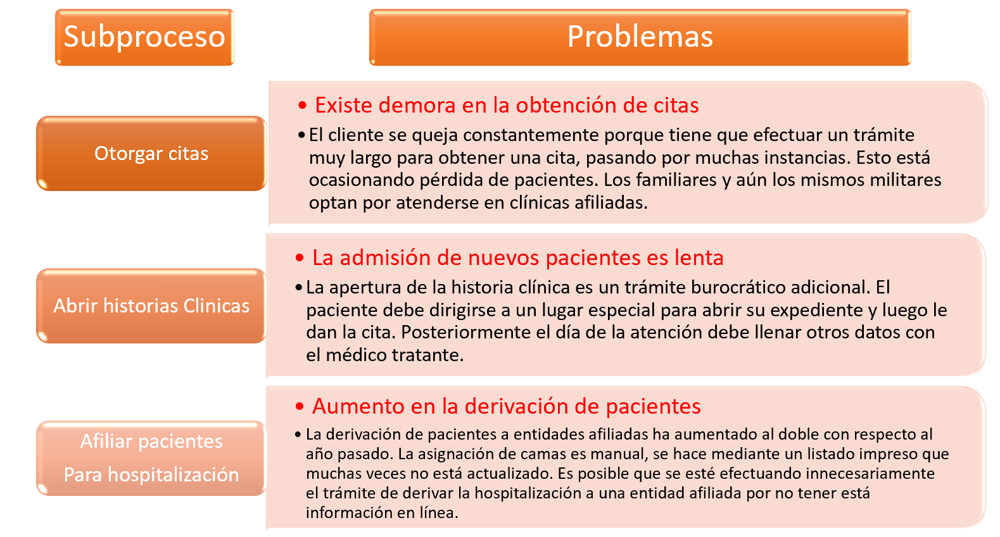 Subproceso
Problemas
Otorgar citas
• Existe demora en la obtención de citas
• El cliente se queja constantemente porque tiene que efectuar un trámite
muy largo para obtener una cita, pasando por muchas instancias. Esto está
ocasionando pérdida de pacientes. Los familiares y aún los mismos militares
optan por atenderse en clínicas afiliadas.
Abrir historias Clinicas
• La admisión de nuevos pacientes es lenta
• La apertura de la historia clínica es un trámite burocrático adicional. El
paciente debe dirigirse a un lugar especial para abrir su expediente y luego le
dan la cita. Posteriormente el día de la atención debe llenar otros datos con
el médico tratante.
Afiliar pacientes
Para hospitalización
• Aumento en la derivación de pacientes
• La derivación de pacientes a entidades afiliadas ha aumentado al doble con respecto al
año pasado. La asignación de camas es manual, se hace mediante un listado impreso que
muchas veces no está actualizado. Es posible que se esté efectuando innecesariamente
el trámite de derivar la hospitalización a una entidad afiliada por no tener está
información en línea.